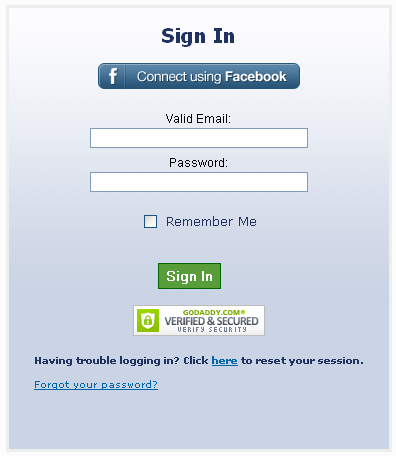 Sign In
f Connect using Facebook
Valid Email:
Password:
Remember Me
Sign In
GODADDY.COM®
VERIFIED & SECURED
VERIFY SECURITY
Having trouble logging in? Click here to reset your session.
Forgot your password?